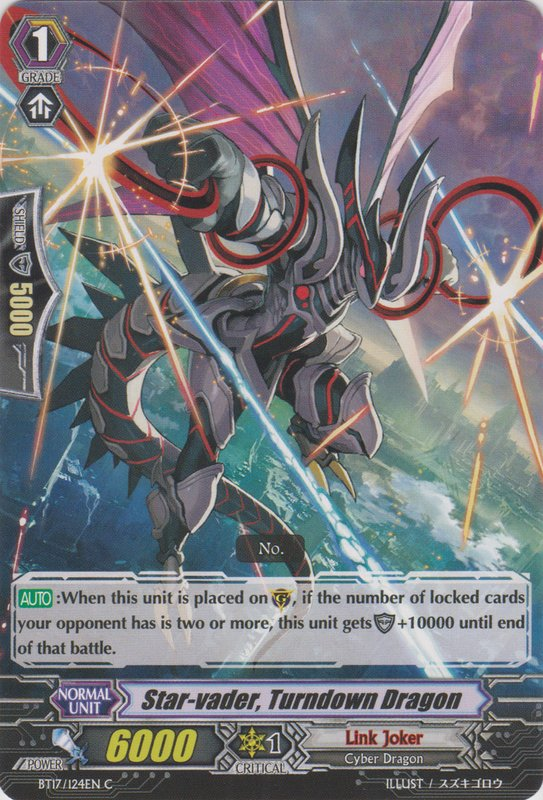 1
GRADE
SHIELD
5000
No.
AUTO :When this unit is placed on , if the number of locked cards
your opponent has is two or more, this unit gets +10000 until end
of that battle.
NORMAL
UNIT
Star-vader, Turndown Dragon
POWER
6000
1
CRITICAL
Link Joker
Cyber Dragon
BT17/124EN C
ILLUST / スズキゴロウ